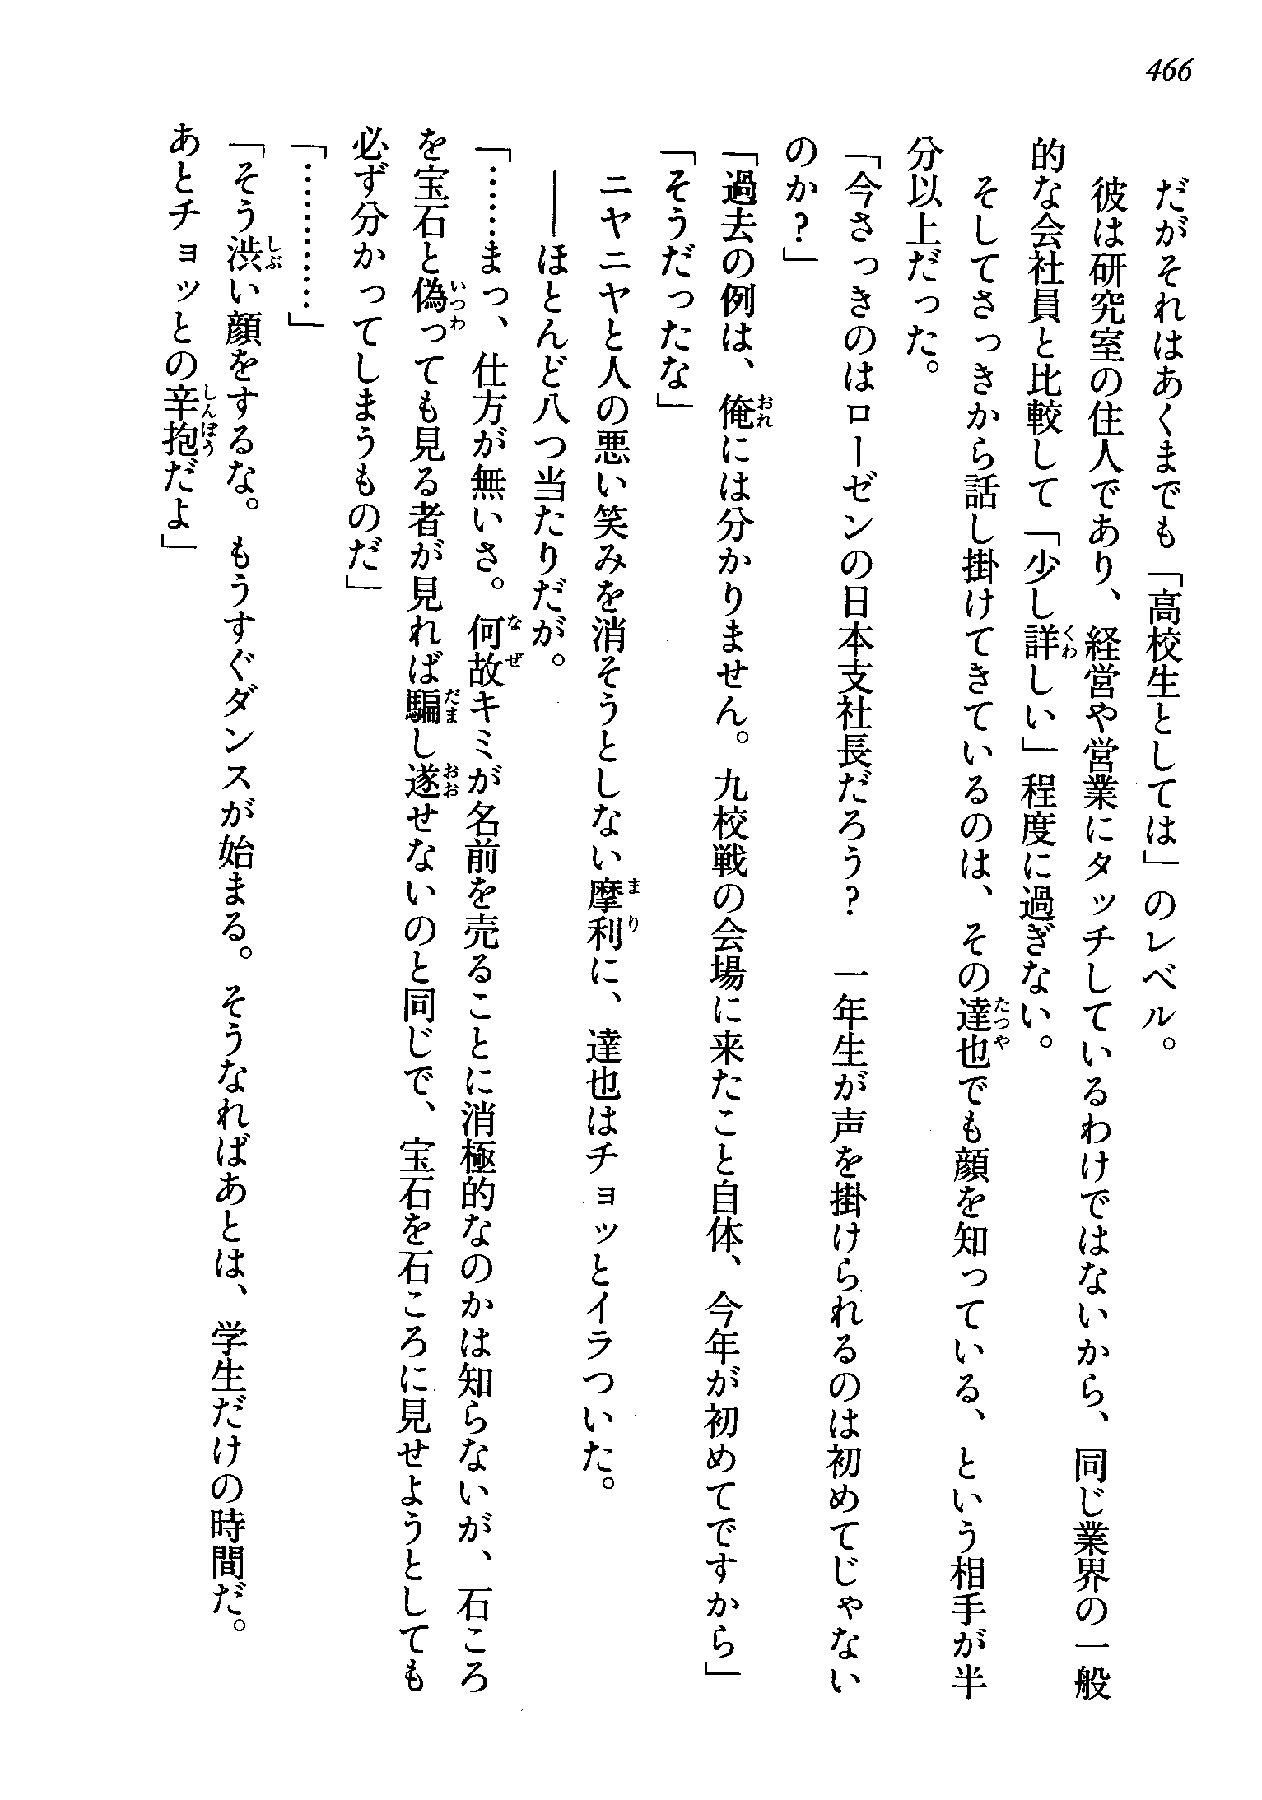 466
だがそれはあくまでも「高校生としては」のレベル。
彼は研究室の住人であり、経営や営業にタッチしているわけではないから、同じ業界の一般
的な会社員と比較して「少し詳しい」程度に過ぎない。
そしてさっきから話し掛けてきているのは、その達也でも顔を知っている、という相手が半
分以上だった。
「今さっきのはローゼンの日本支社長だろう？　一年生が声を掛けられるのは初めてじゃない
のか？」
「過去の例は、俺には分かりません。九校戦の会場に来たこと自体、今年が初めてですから」
「そうだったな」
ニヤニヤと人の悪い笑みを消そうとしない摩利に、達也はチョッとイラついた。
――ほとんど八つ当たりだが。
「……まっ、仕方が無いさ。何故キミが名前を売ることに消極的なのかは知らないが、石ころ
を宝石と偽っても見る者が見れば騙し遂せないのと同じで、宝石を石ころに見せようとしても
必ず分かってしまうものだ」
「…………」
「そう渋い顔をするな。もうすぐダンスが始まる。そうなればあとは、学生だけの時間だ。
あとチョッとの辛抱だよ」